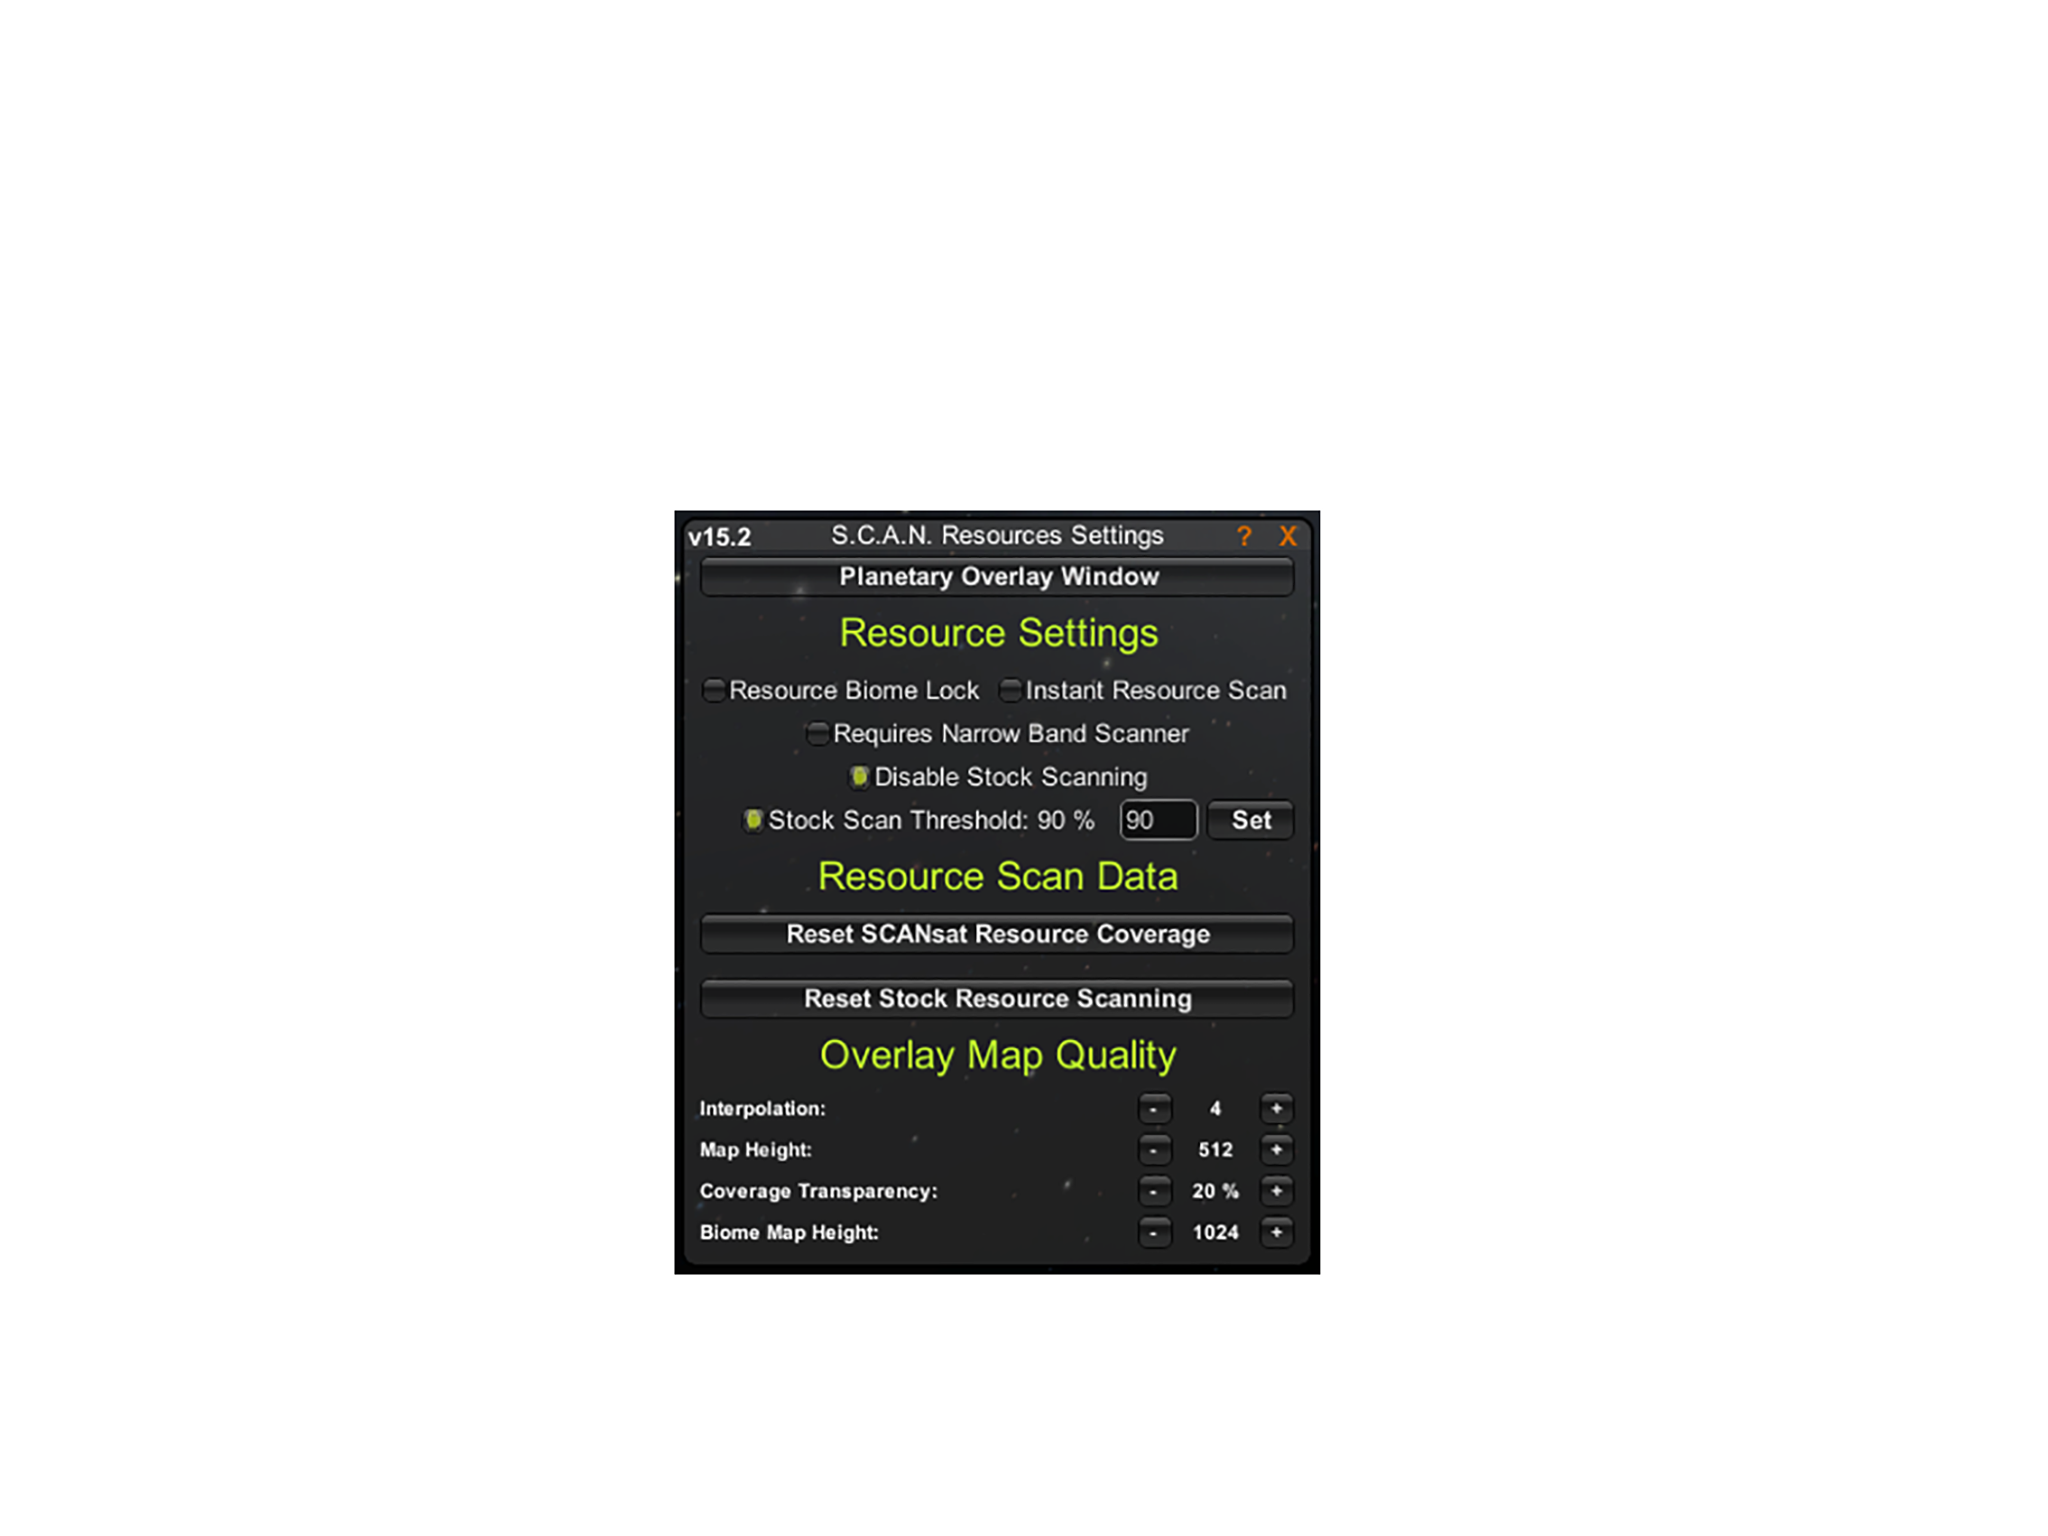 v15.2 S.C.A.N. Resources Settings ? X
Planetary Overlay Window
Resource Settings
Resource Biome Lock Instant Resource Scan
Requires Narrow Band Scanner
Disable Stock Scanning
Stock Scan Threshold: 90 % 90 Set
Resource Scan Data
Reset SCANsat Resource Coverage
Reset Stock Resource Scanning
Overlay Map Quality
Interpolation: - 4 +
Map Height: - 512 +
Coverage Transparency: - 20 % +
Biome Map Height: - 1024 +